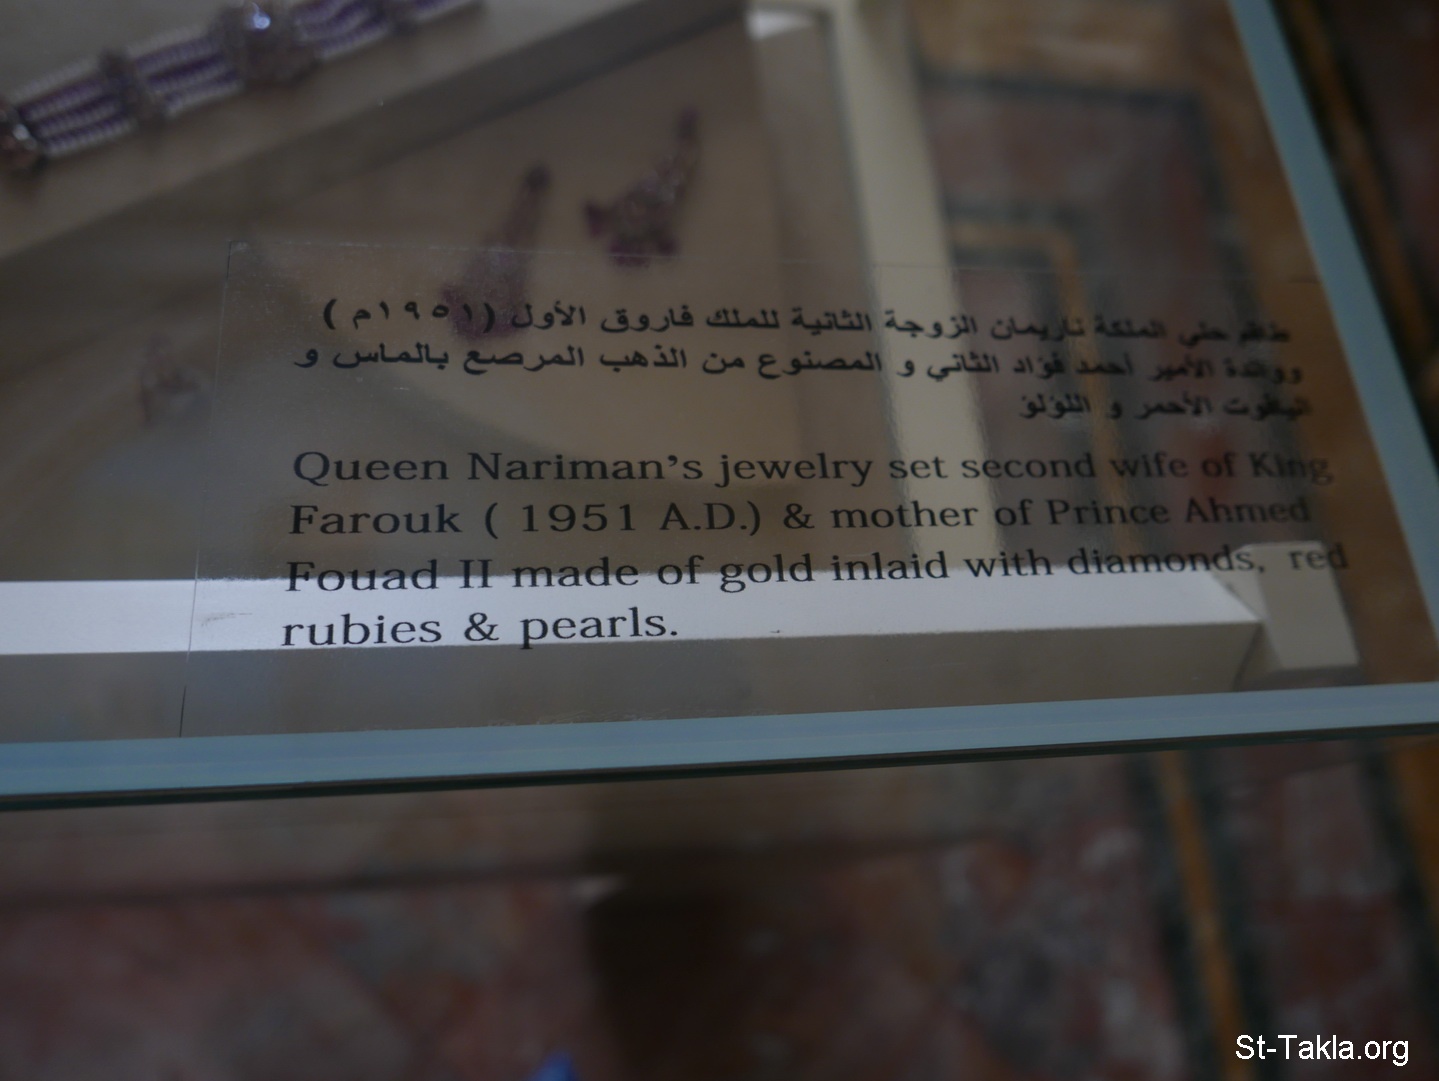 طقم حلي الملكة ناريمان الزوجة الثانية للملك فاروق الأول (١٩٥١م )
ووالدة الأمير أحمد فؤاد الثاني و المصنوع من الذهب المرصع بالماس و
الياقوت الأحمر و اللؤلؤ
Queen Nariman's jewelry set second wife of King
Farouk ( 1951 A.D.) & mother of Prince Ahmed
Fouad II made of gold inlaid with diamonds, red
rubies & pearls.
St-Takla.org